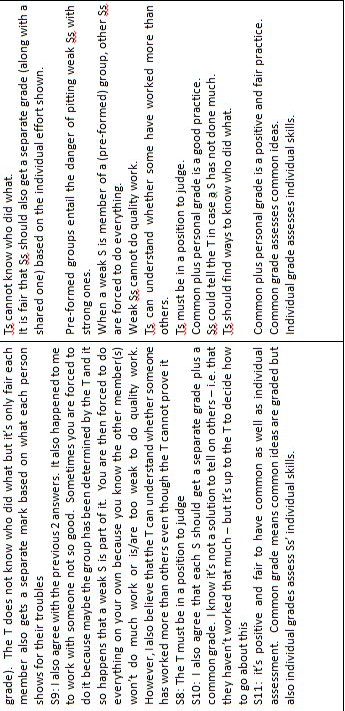 grade). The T does not know who did what but it's only fair each
member also gets a separate mark based on what each person
shows for their troubles
S9: I also agree with the previous 2 answers. It also happened to me
to work with someone not so good. Sometimes you are forced to
do it because maybe the group has been determined by the T and it
so happens that a weak S is part of it. You are then forced to do
everything on your own because you know the other member(s)
won't do much work or is/are too weak to do quality work.
However, I also believe that the T can understand whether someone
has worked more than others even though the T cannot prove it
S8: The T must be in a position to judge
S10: I also agree that each S should get a separate grade plus a
common grade. I know it's not a solution to tell on others – i.e. that
they haven't worked that much – but it's up to the T to decide how
to go about this
S11: it's positive and fair to have common as well as individual
assessment. Common grade means common ideas are graded but
also individual grades assess Ss' individual skills.
Ts cannot know who did what.
It is fair that Ss should also get a separate grade (along with a
shared one) based on the individual effort shown.
Pre-formed groups entail the danger of pitting weak Ss with
strong ones.
When a weak S is member of a (pre-formed) group, other Ss
are forced to do everything.
Weak Ss cannot do quality work.
Ts can understand whether some have worked more than
others.
Ts must be in a position to judge.
Common plus personal grade is a good practice.
Ss could tell the T in case a S has not done much.
Ts should find ways to know who did what.
Common plus personal grade is a positive and fair practice.
Common grade assesses common ideas.
Individual grade assesses individual skills.